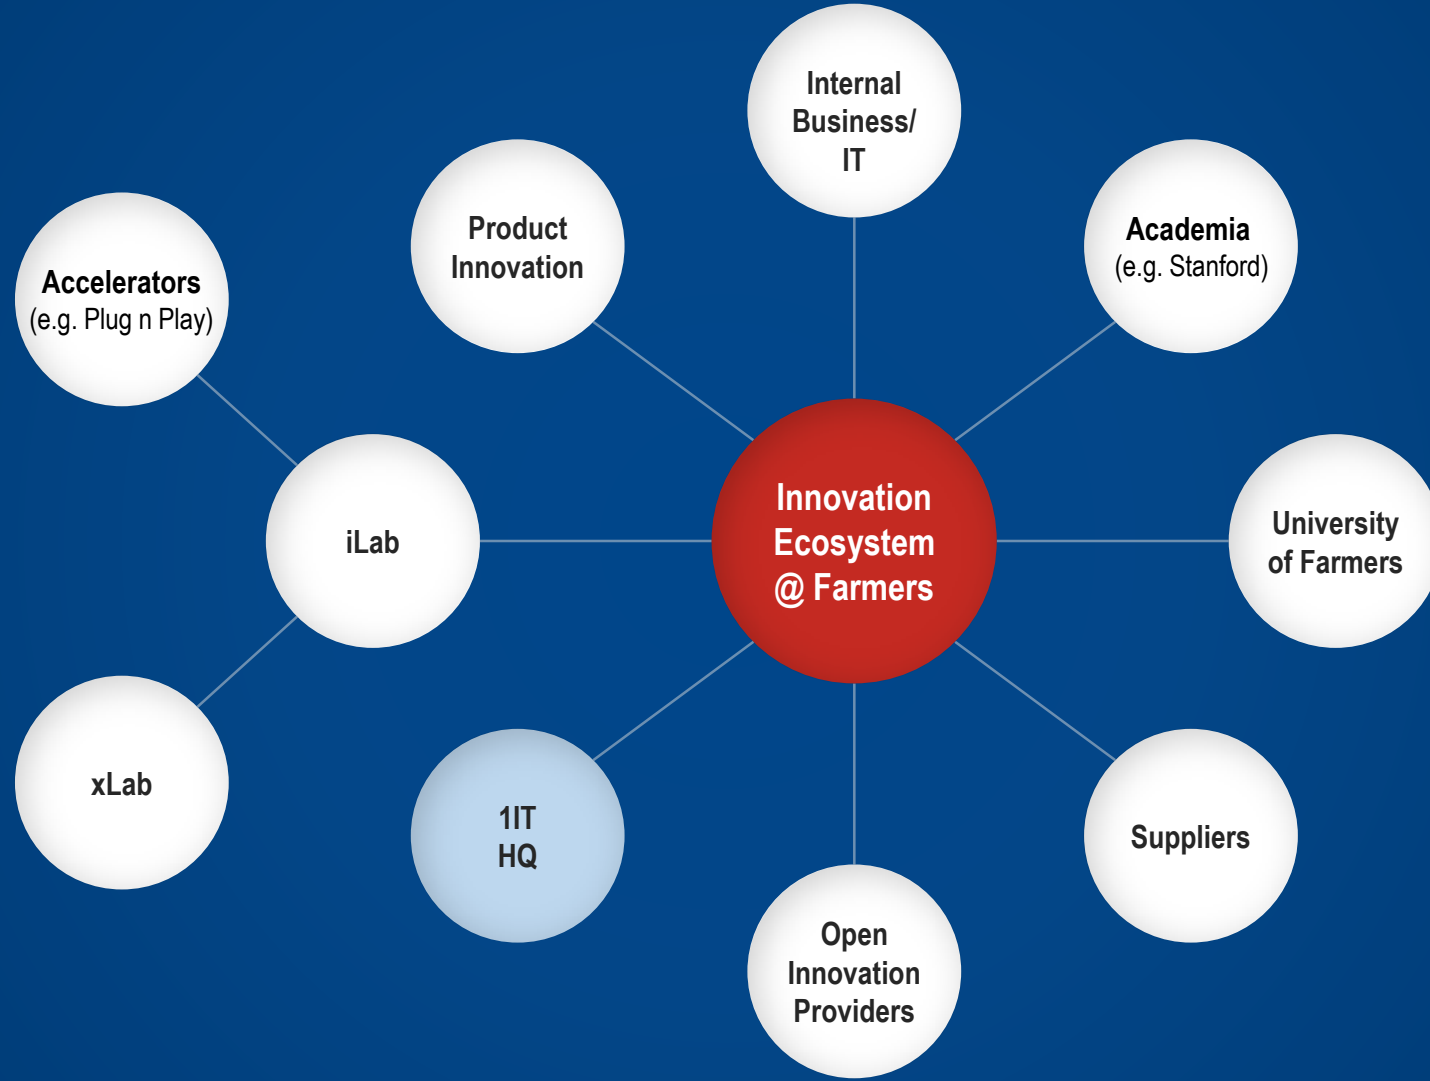 Internal
Business/
IT
Product
Innovation
Academia
(e.g. Stanford)
Accelerators
(e.g. Plug n Play)
iLab
Innovation
Ecosystem
@ Farmers
University
of Farmers
xLab
1IT
HQ
Suppliers
Open
Innovation
Providers